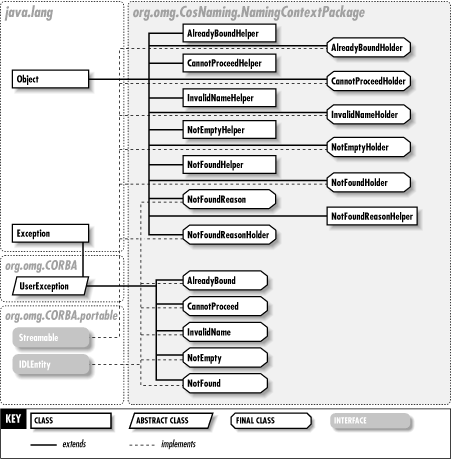 java.lang
org.omg.CosNaming.NamingContextPackage
AlreadyBoundHelper
AlreadyBoundHolder
CannotProceedHelper
Object
CannotProceedHolder
InvalidNameHelper
InvalidNameHolder
NotEmptyHelper
NotEmptyHolder
NotFoundHelper
NotFoundHolder
NotFoundReason
NotFoundReasonHelper
Exception
NotFoundReasonHolder
org.omg.CORBA
UserException
AlreadyBound
CannotProceed
org.omg.CORBA.portable
Streamable
InvalidName
IDLEntity
NotEmpty
NotFound
KEY
CLASS
ABSTRACT CLASS
FINAL CLASS
INTERFACE
extends
implements